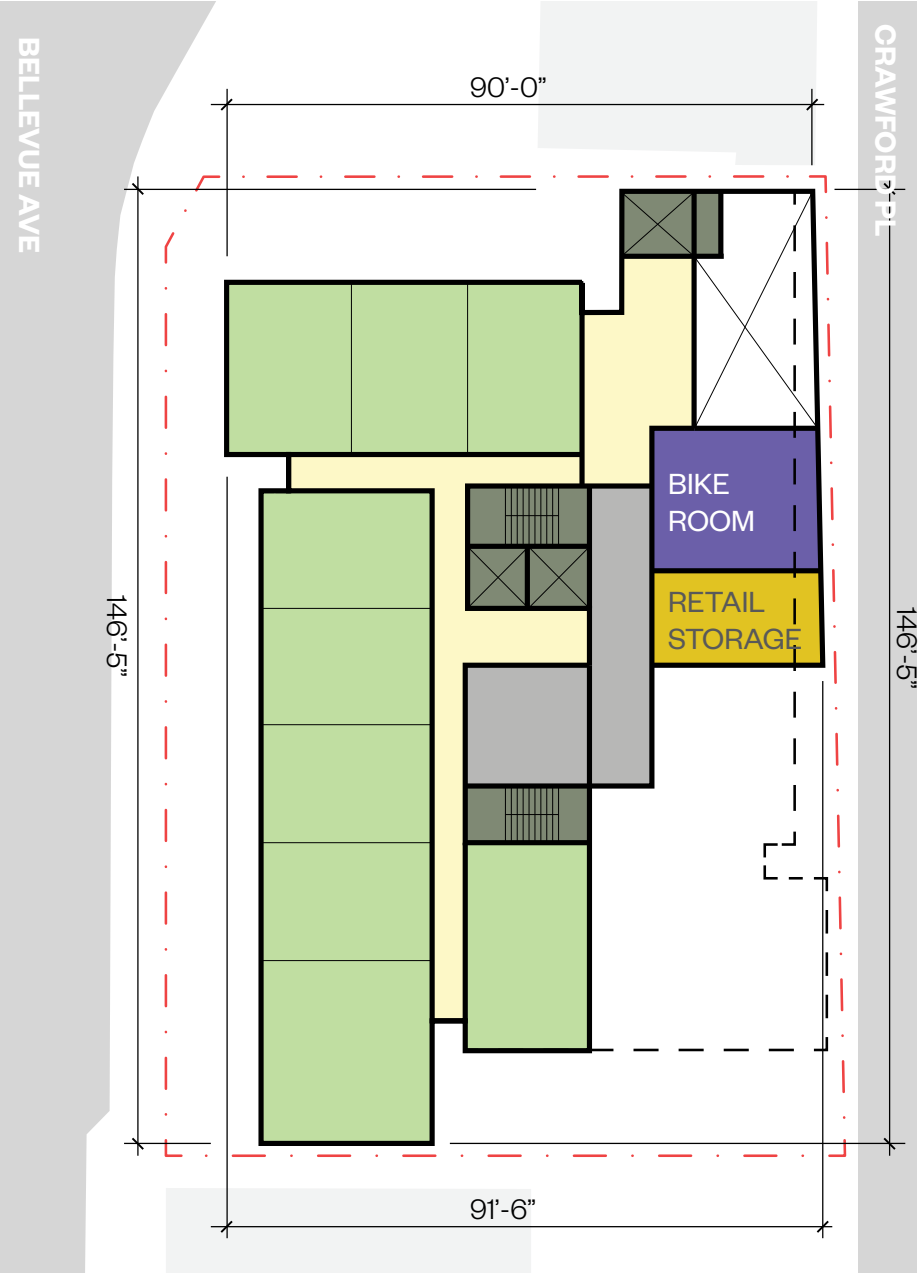 BELLEVUE AVE
CRAWFORD PL
90’-0”
BIKE
ROOM
RETAIL
STORAGE
146’-5”
146’-5”
91’-6”